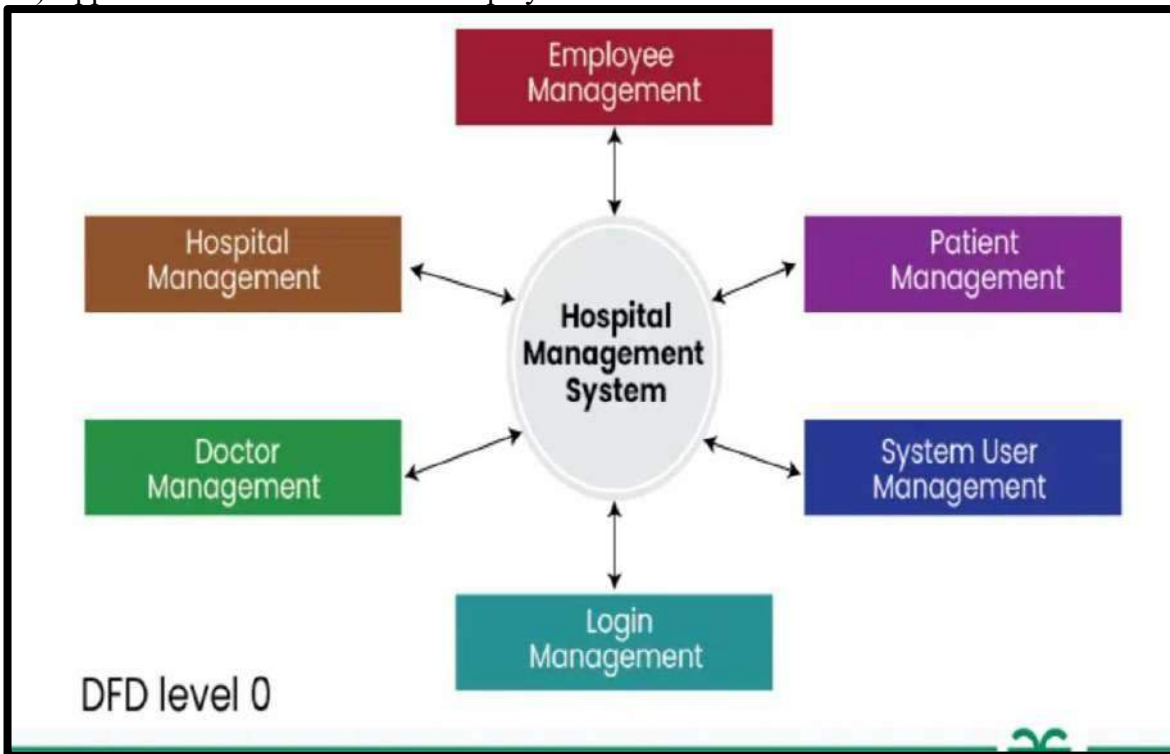 Employee
Management
Hospital
Management
Patient
Management
Hospital
Management
System
Doctor
Management
System User
Management
Login
Management
DFD level 0